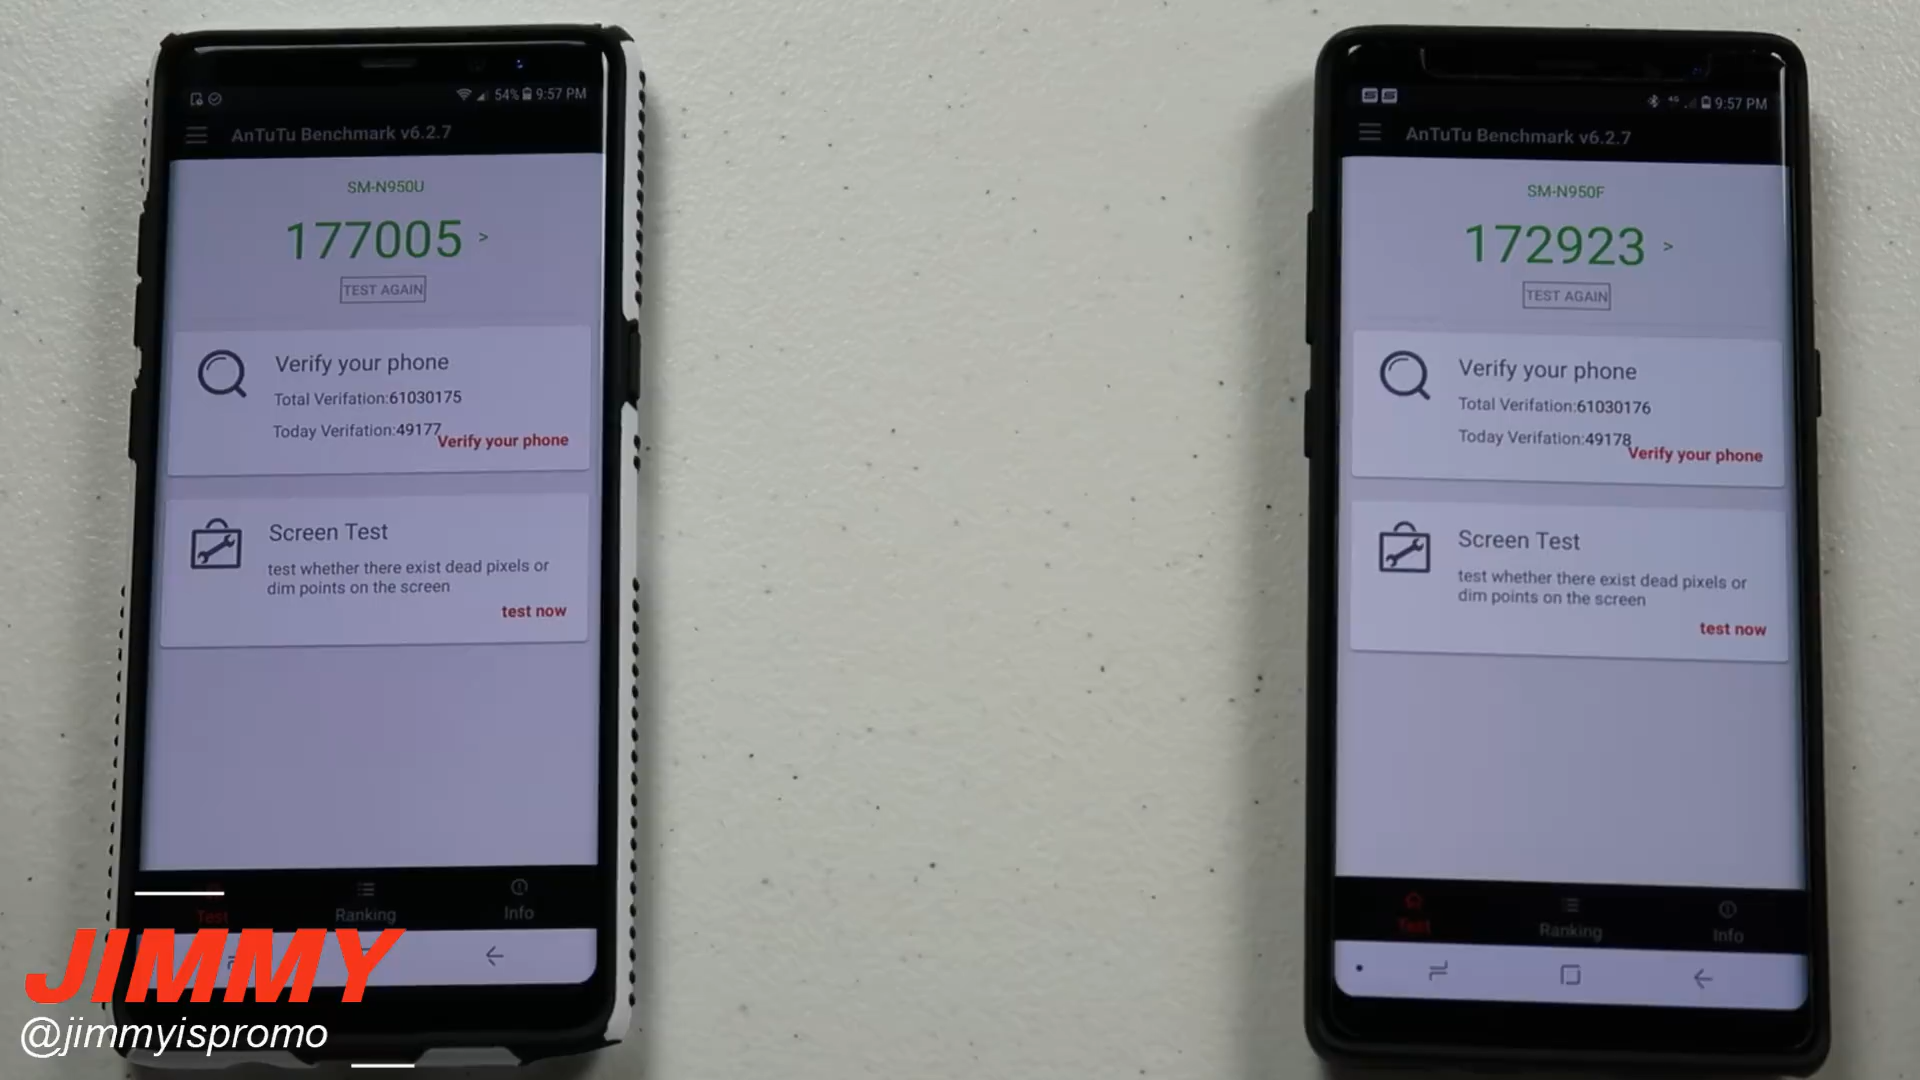 54% 9:57 PM
AnTuTu Benchmark v6.2.7
SM-N950U
177005 >
TEST AGAIN
Verify your phone
Total Verifation:61030175
Today Verifation:49177
Verify your phone
Screen Test
test whether there exist dead pixels or
dim points on the screen
test now
Test Ranking Info
4G 9:57 PM
AnTuTu Benchmark v6.2.7
SM-N950F
172923 >
TEST AGAIN
Verify your phone
Total Verifation:61030176
Today Verifation:49178
Verify your phone
Screen Test
test whether there exist dead pixels or
dim points on the screen
test now
Test Ranking Info
JIMMY
@jimmyispromo